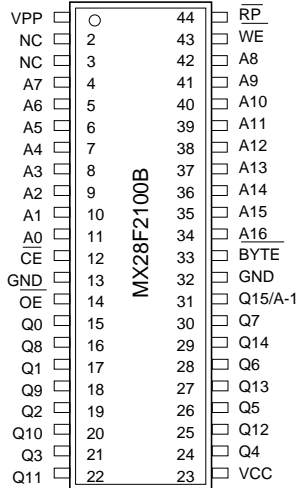 VPP 1 44 RP
NC 2 43 WE
NC 3 42 A8
A7 4 41 A9
A6 5 40 A10
A5 6 39 A11
A4 7 38 A12
A3 8 37 A13
A2 9 36 A14
A1 10 35 A15
A0 11 34 A16
CE 12 33 BYTE
GND 13 32 GND
OE 14 31 Q15/A-1
Q0 15 30 Q7
Q8 16 29 Q14
Q1 17 28 Q6
Q9 18 27 Q13
Q2 19 26 Q5
Q10 20 25 Q12
Q3 21 24 Q4
Q11 22 23 VCC
MX28F2100B